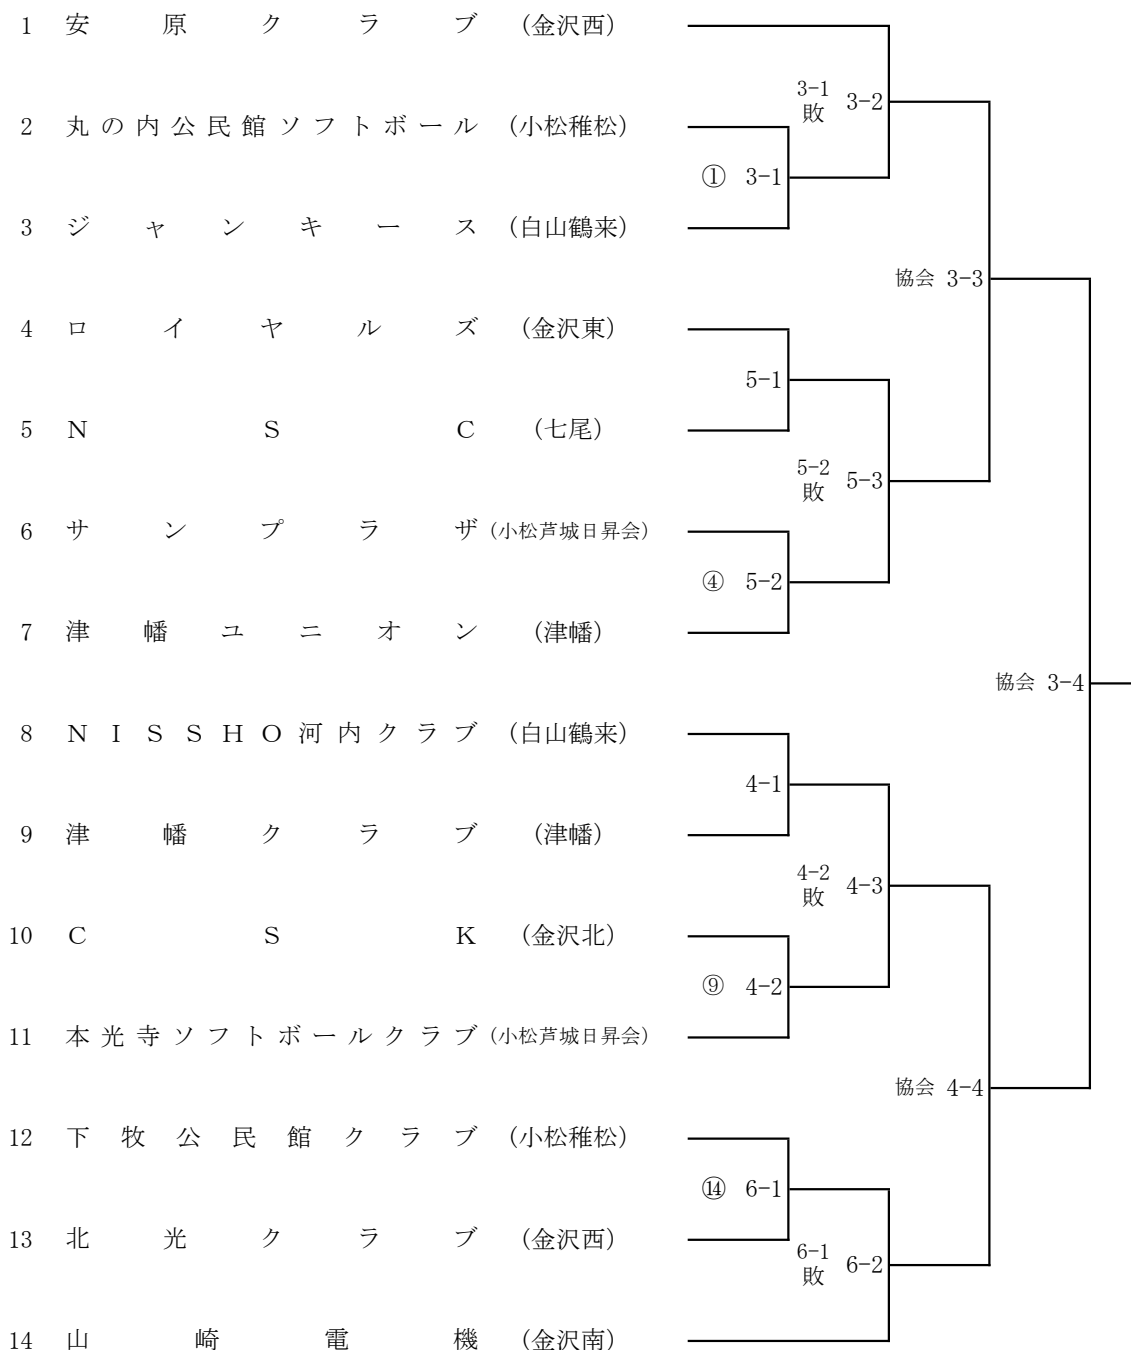 1 安原クラブ (金沢西)
3-1 敗 3-2
2 丸の内公民館ソフトボール (小松稚松)
① 3-1
3 ジャンキース (白山鶴来)
協会 3-3
4 ロイヤルズ (金沢東)
5-1
5 NSC (七尾)
5-2 敗 5-3
6 サンプラザ (小松芦城日昇会)
④ 5-2
7 津幡ユニオン (津幡)
協会 3-4
8 NISSHO河内クラブ (白山鶴来)
4-1
9 津幡クラブ (津幡)
4-2 敗 4-3
10 CSK (金沢北)
⑨ 4-2
11 本光寺ソフトボールクラブ (小松芦城日昇会)
協会 4-4
12 下牧公民館クラブ (小松稚松)
⑭ 6-1
13 北光クラブ (金沢西)
6-1 敗 6-2
14 山崎電機 (金沢南)